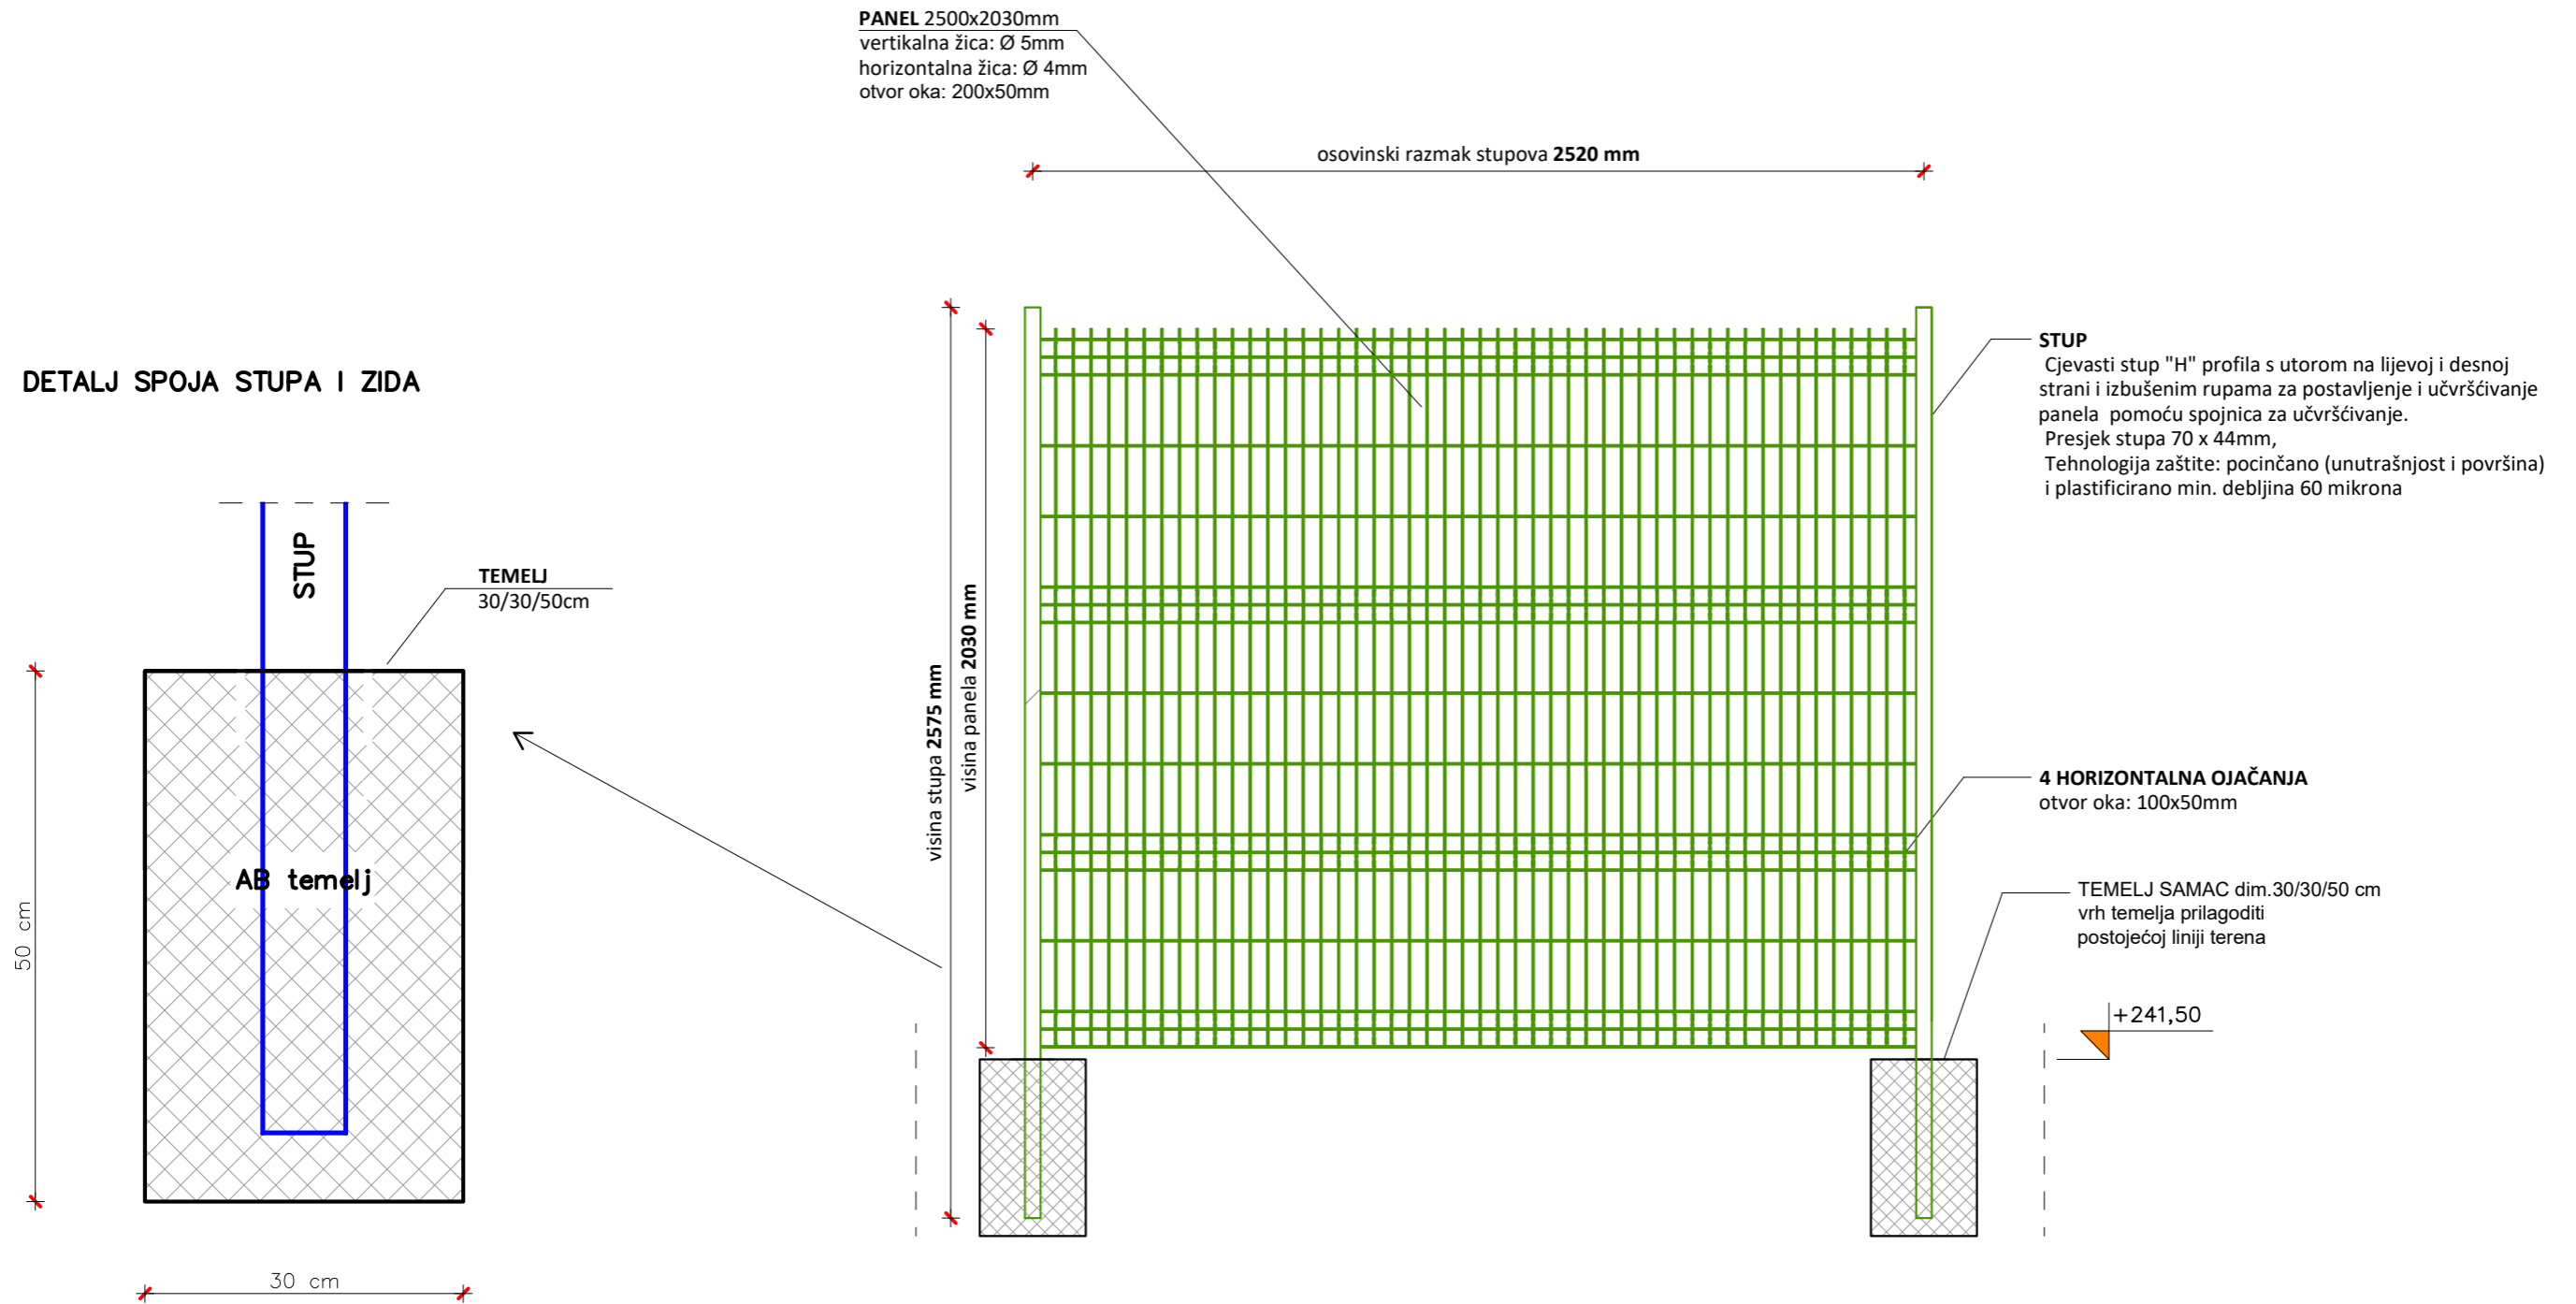 PANEL 2500x2030mm
vertikalna žica: Ø 5mm
horizontalna žica: Ø 4mm
otvor oka: 200x50mm
osovinski razmak stupova 2520 mm
DETALJ SPOJA STUPA I ZIDA
STUP
Cjevasti stup "H" profila s utorom na lijevoj i desnoj
strani i izbušenim rupama za postavljenje i učvršćivanje
panela pomoću spojnica za učvršćivanje.
Presjek stupa 70 x 44mm,
Tehnologija zaštite: pocinčano (unutrašnjost i površina)
i plastificirano min. debljina 60 mikrona
STUP
TEMELJ
30/30/50cm
AB temelj
50 cm
30 cm
visina stupa 2575 mm
visina panela 2030 mm
4 HORIZONTALNA OJAČANJA
otvor oka: 100x50mm
TEMELJ SAMAC dim.30/30/50 cm
vrh temelja prilagoditi
postojećoj liniji terena
+241,50